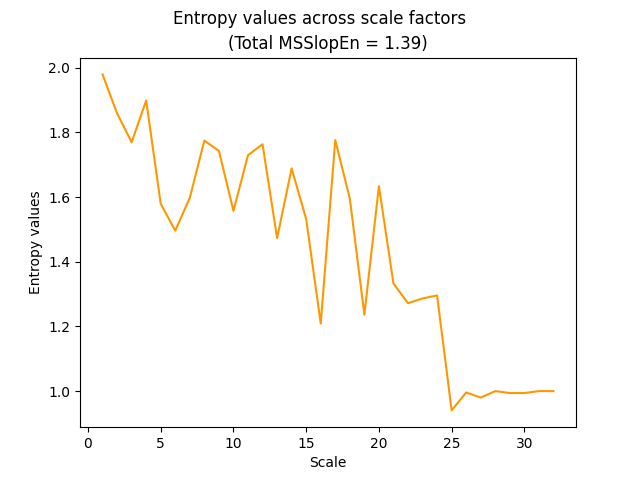 Entropy values across scale factors
(Total MSSlopEn = 1.39)
2.0
1.8
1.6
1.4
1.2
1.0
Entropy values
0 5 10 15 20 25 30
Scale